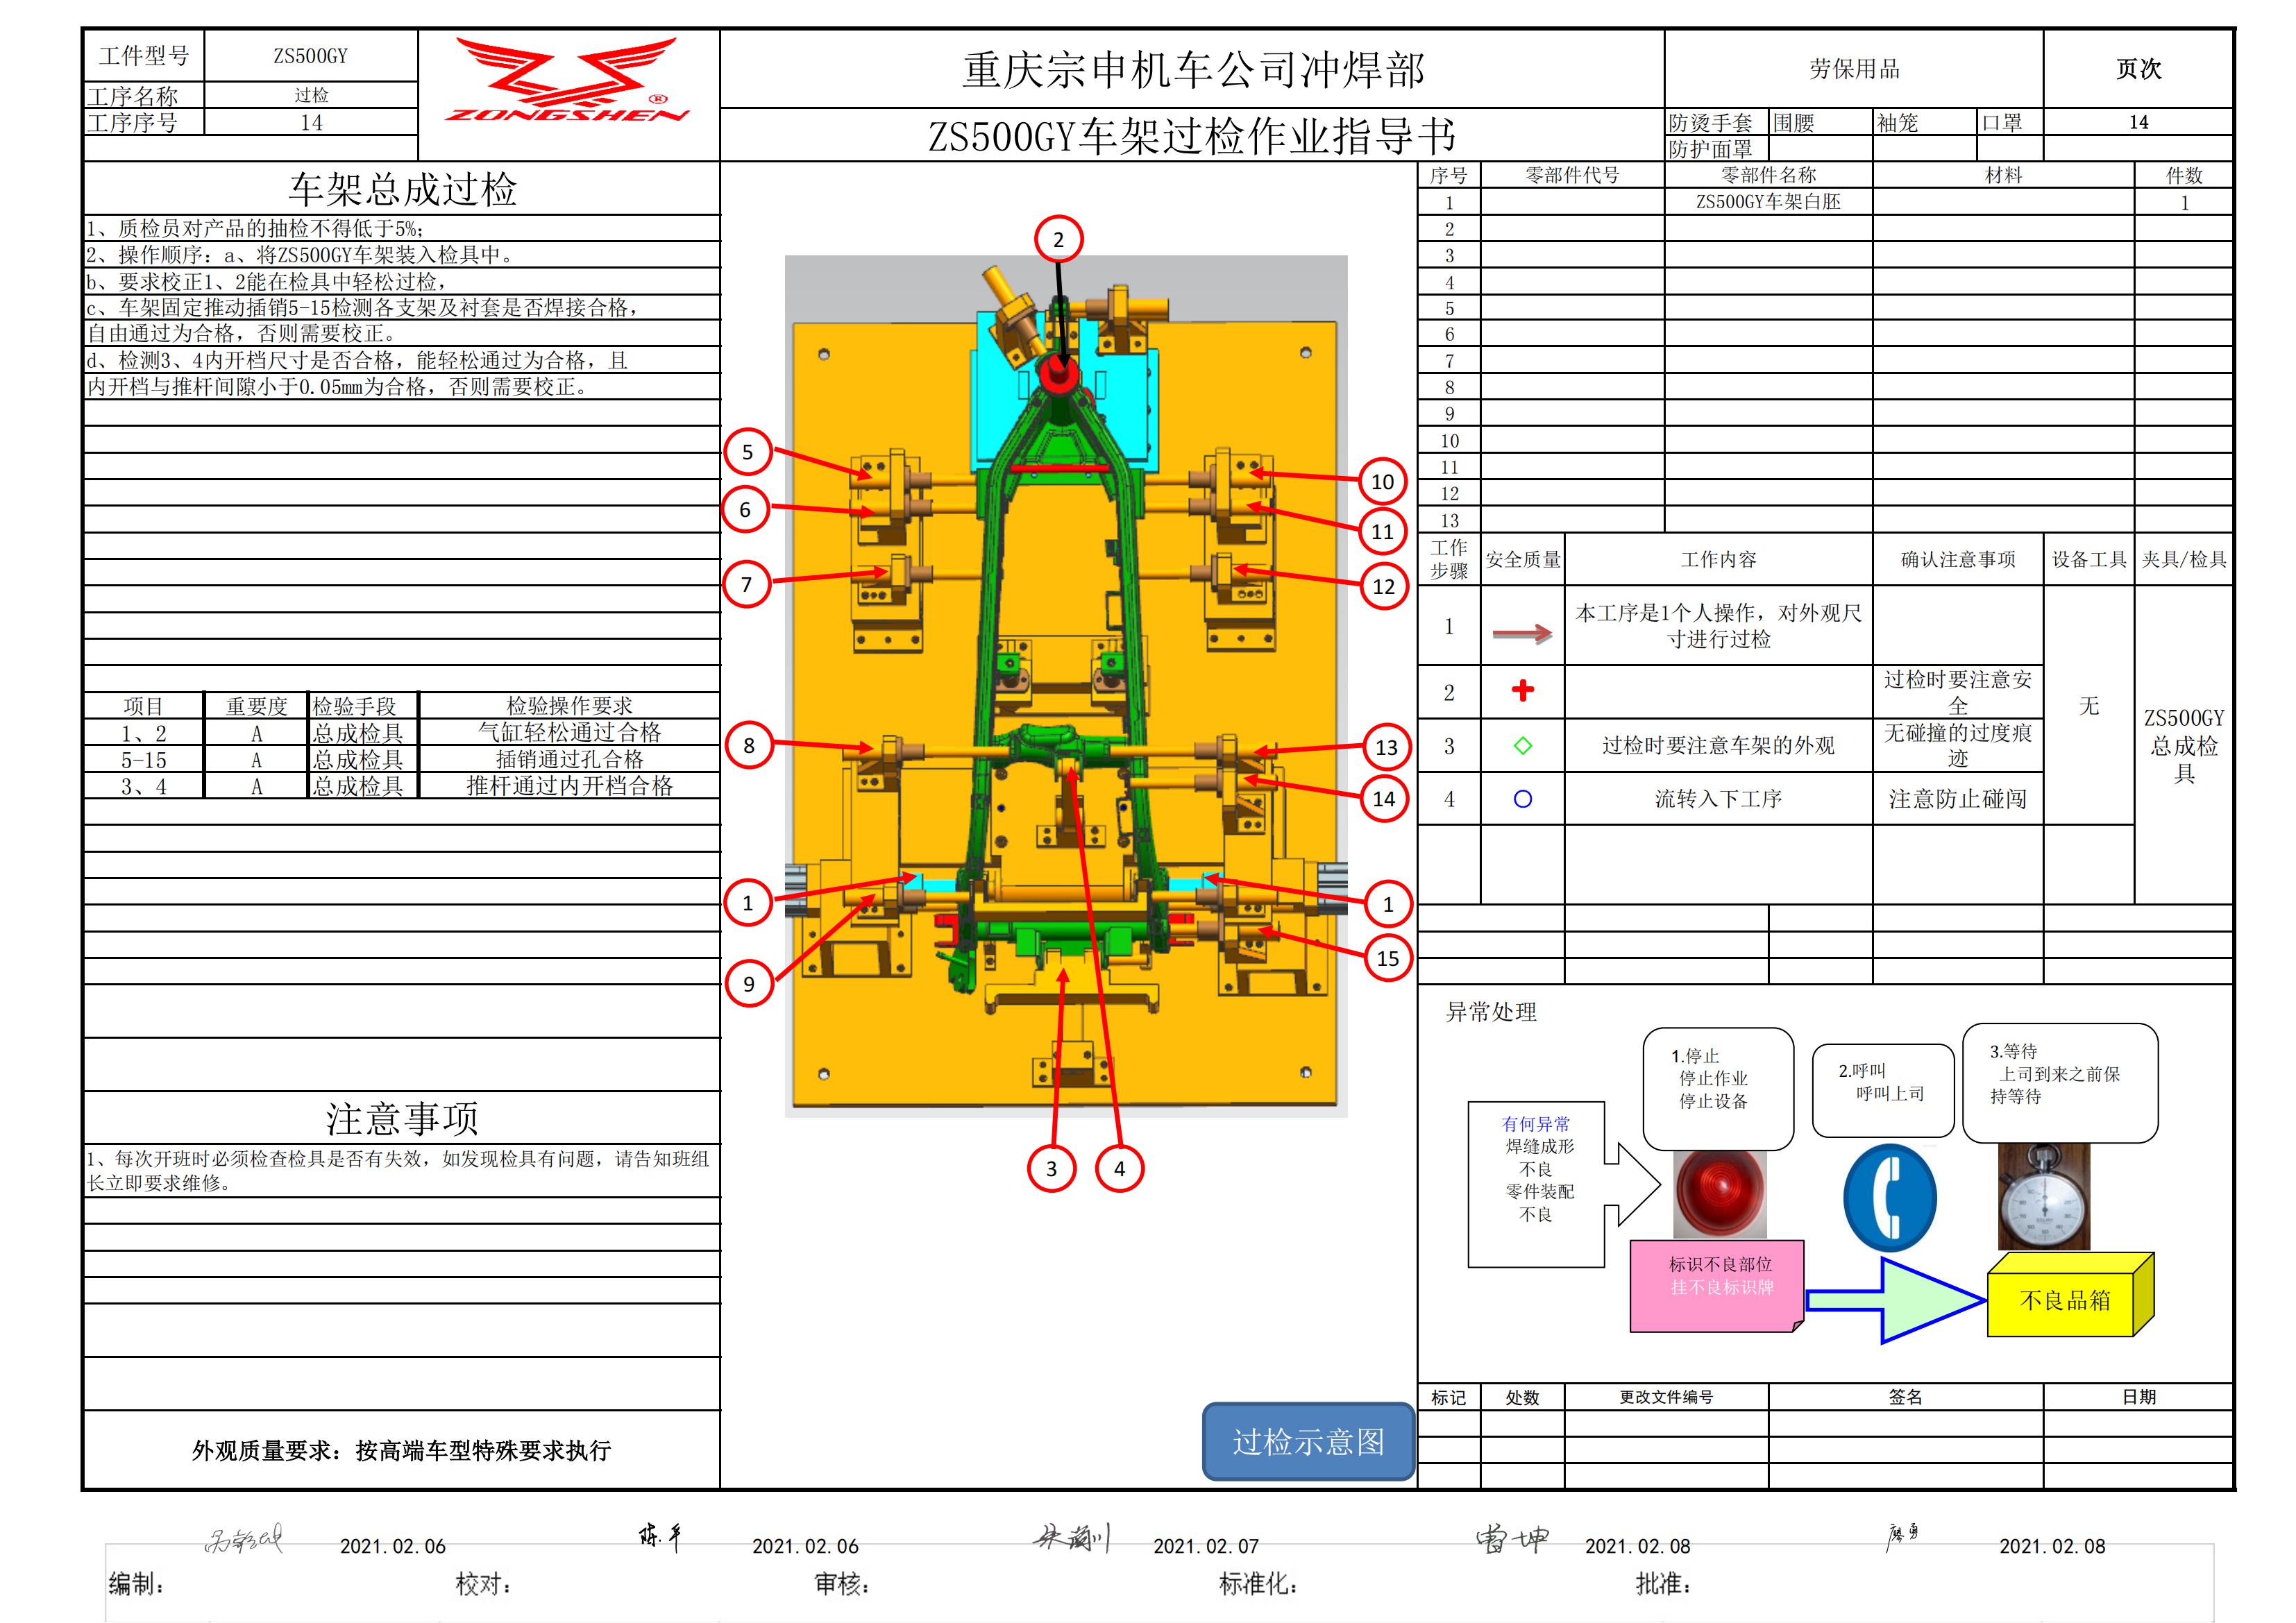 工件型号 ZS500GY
工序名称 过检
工序序号 14
ZONGSHEN ®
重庆宗申机车公司冲焊部
ZS500GY车架过检作业指导书
劳保用品 页次
防烫手套 围腰 袖笼 口罩 14
防护面罩
车架总成过检
1、质检员对产品的抽检不得低于5%;
2、操作顺序:a、将ZS500GY车架装入检具中。
b、要求校正1、2能在检具中轻松过检,
c、车架固定推动插销5-15检测各支架及衬套是否焊接合格,
自由通过为合格,否则需要校正。
d、检测3、4内开档尺寸是否合格,能轻松通过为合格,且
内开档与推杆间隙小于0.05mm为合格,否则需要校正。
项目 重要度 检验手段 检验操作要求
1、2 A 总成检具 气缸轻松通过合格
5-15 A 总成检具 插销通过孔合格
3、4 A 总成检具 推杆通过内开档合格
注意事项
1、每次开班时必须检查检具是否有失效,如发现检具有问题,请告知班组
长立即要求维修。
外观质量要求:按高端车型特殊要求执行
2
5
6
7
8
1
9
10
11
12
13
14
1
15
3
4
过检示意图
序号 零部件代号 零部件名称 材料 件数
1 ZS500GY车架白胚 1
2
3
4
5
6
7
8
9
10
11
12
13
工作步骤 安全质量 工作内容 确认注意事项 设备工具 夹具/检具
1 本工序是1个人操作,对外观尺
寸进行过检
2 过检时要注意安
全
3 过检时要注意车架的外观 无碰撞的过度痕
迹
4 流转入下工序 注意防止碰闯
无
ZS500GY
总成检
具
异常处理
有何异常
焊缝成形
不良
零件装配
不良
1.停止
停止作业
停止设备
2.呼叫
呼叫上司
3.等待
上司到来之前保
持等待
标识不良部位
挂不良标识牌
不良品箱
标记 处数 更改文件编号 签名 日期
2021.02.06 陈平 2021.02.06 2021.02.07 2021.02.08 廖勇 2021.02.08
编制: 校对: 审核: 标准化: 批准: